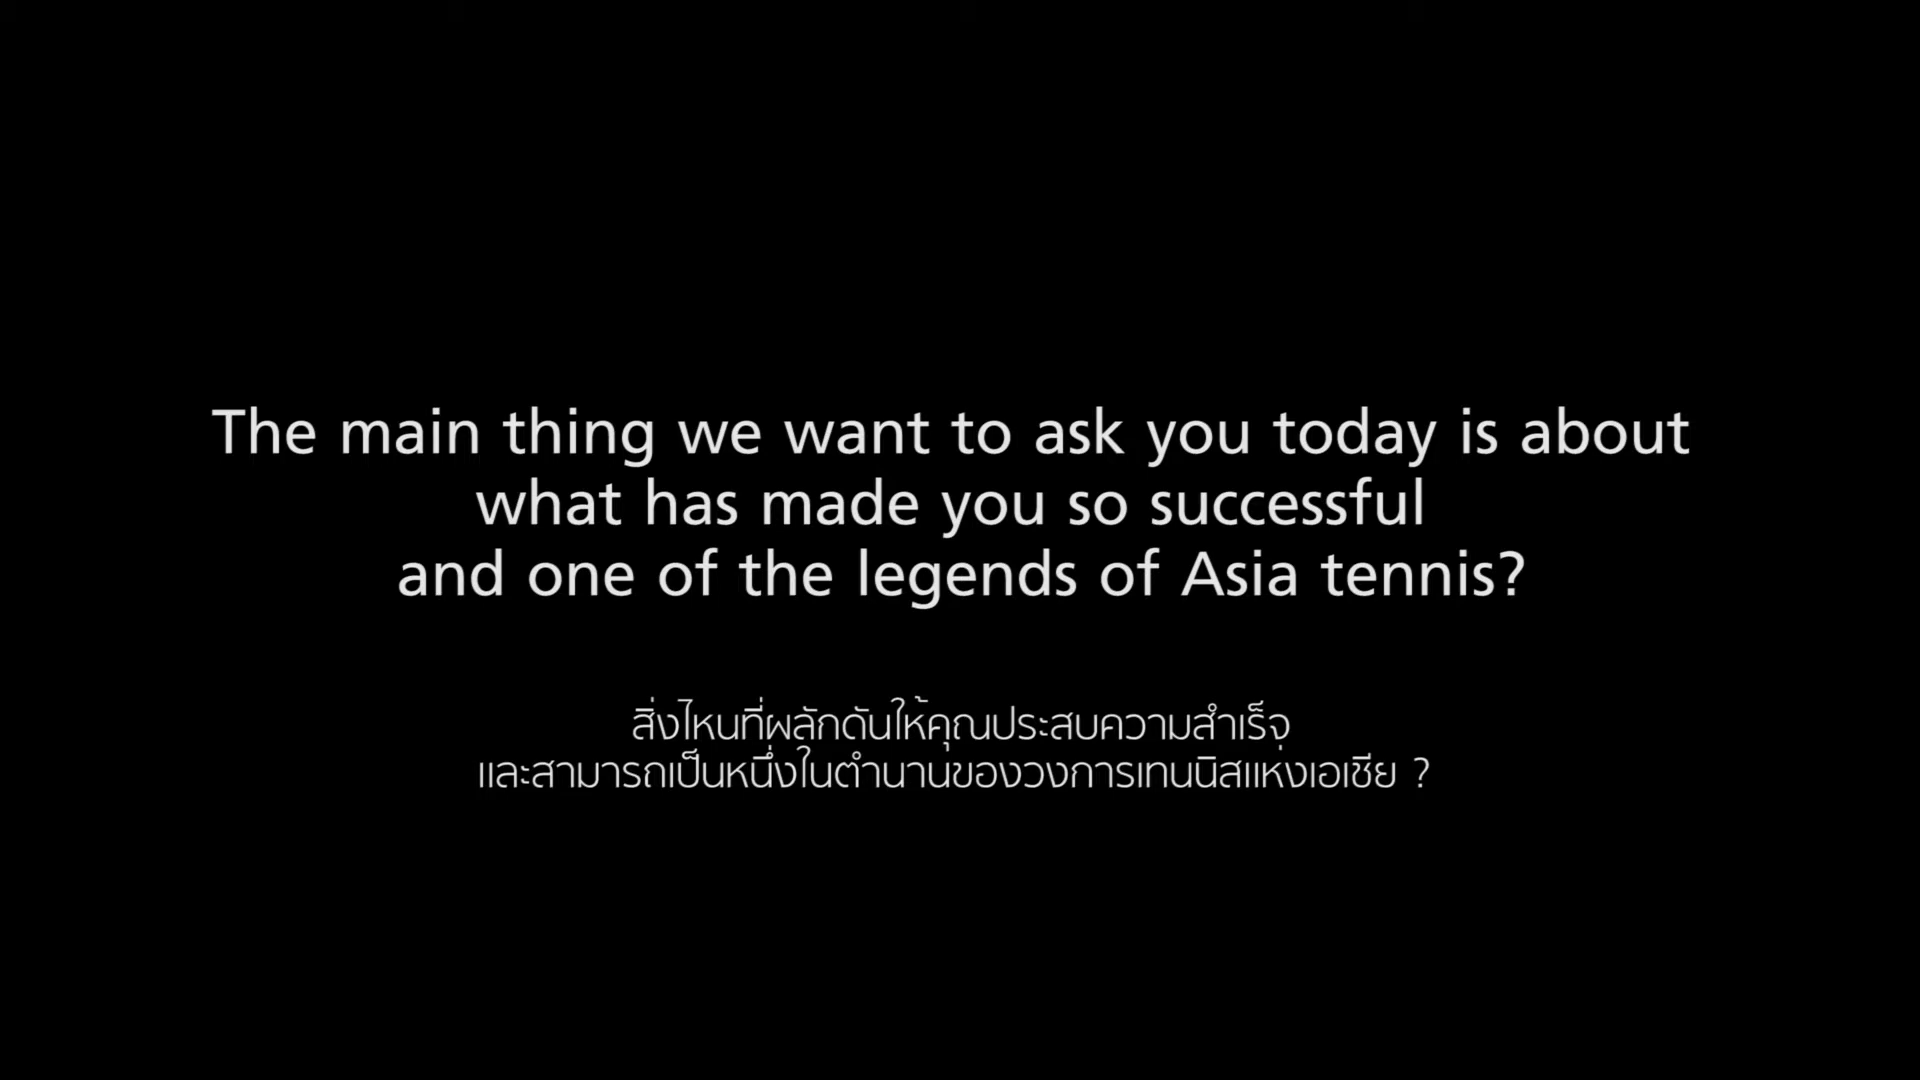 The main thing we want to ask you today is about
what has made you so successful
and one of the legends of Asia tennis?
สิ่งไหนที่ผลักดันให้คุณประสบความสำเร็จ
และสามารถเป็นหนึ่งในตำนานของวงการเทนนิสแห่งเอเชีย ?